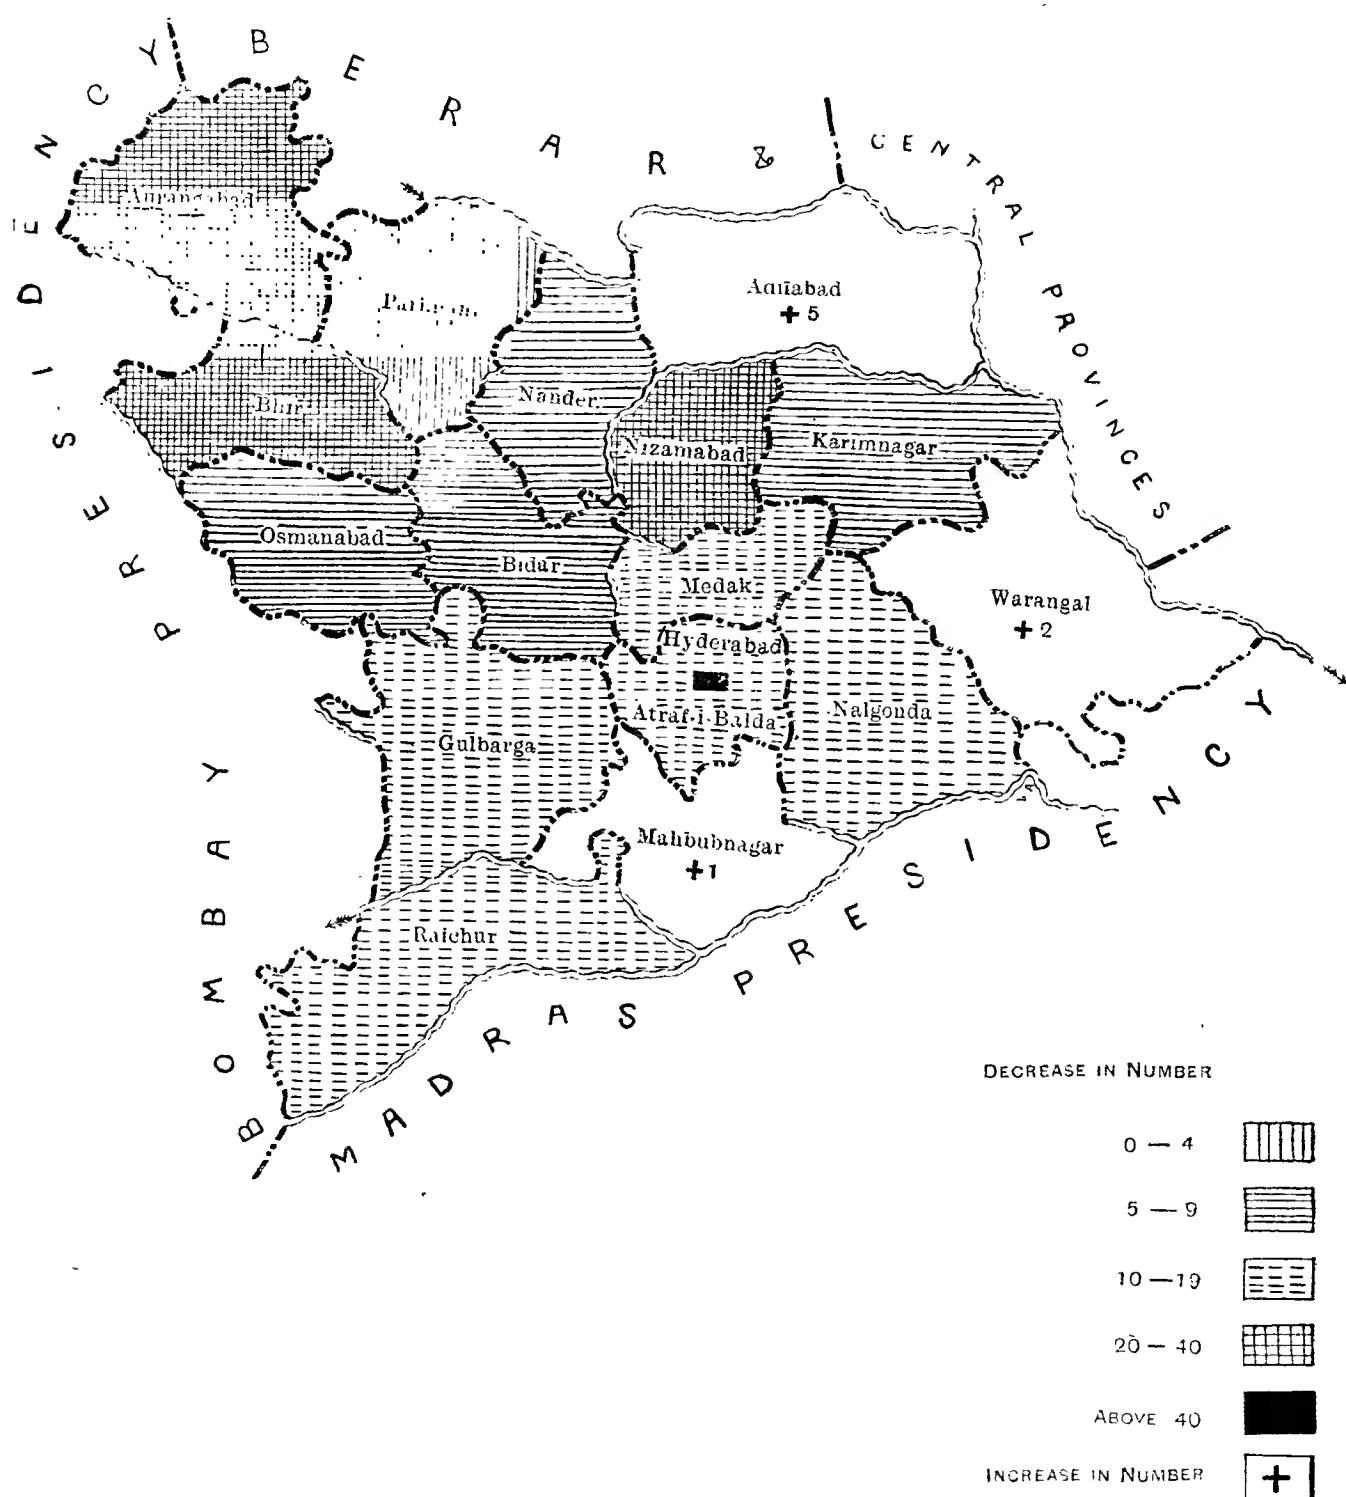 BOMBAY PRESIDENCY
BERAR & CENTRAL PROVINCES
Aurangabad
Adilabad
+ 5
Nander
Bhir
Nizamabad
Karimnagar
Osmanabad
Bidar
Medak
Warangal
+ 2
Hyderabad
Atraf-i-Balda
Nalgonda
Gulbarga
Mahbubnagar
+ 1
Raichur
MADRAS PRESIDENCY
DECREASE IN NUMBER
0 — 4
5 — 9
10 — 19
20 — 40
ABOVE 40
INCREASE IN NUMBER +